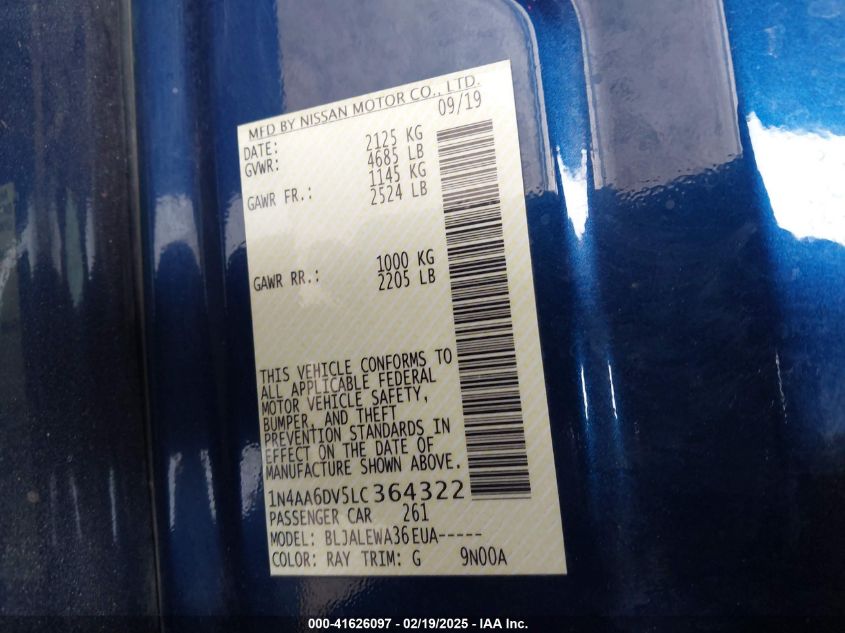 MFD BY NISSAN MOTOR CO., LTD.
DATE: 09/19
GVWR: 2125 KG
4685 LB
GAWR FR.: 1145 KG
2524 LB
GAWR RR.: 1000 KG
2205 LB
THIS VEHICLE CONFORMS TO
ALL APPLICABLE FEDERAL
MOTOR VEHICLE SAFETY,
BUMPER, AND THEFT
PREVENTION STANDARDS IN
EFFECT ON THE DATE OF
MANUFACTURE SHOWN ABOVE.
1N4AA6DV5LC364322
PASSENGER CAR 261
MODEL: BLJALEWA36EUA-----
COLOR: RAY TRIM: G 9N00A
000-41626097 - 02/19/2025 - IAA Inc.